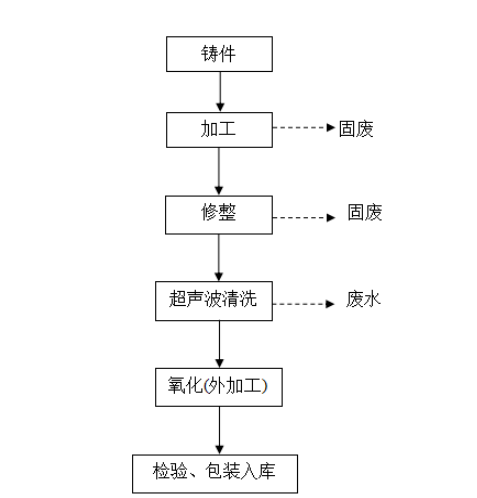 铸件
加工
固废
修整
固废
超声波清洗
废水
氧化(外加工)
检验、包装入库